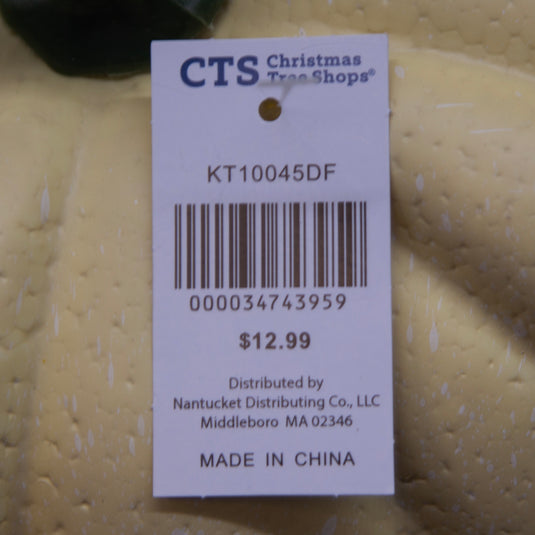 CTS Christmas
Tree Shops®
KT10045DF
000034743959
$12.99
Distributed by
Nantucket Distributing Co., LLC
Middleboro MA 02346
MADE IN CHINA